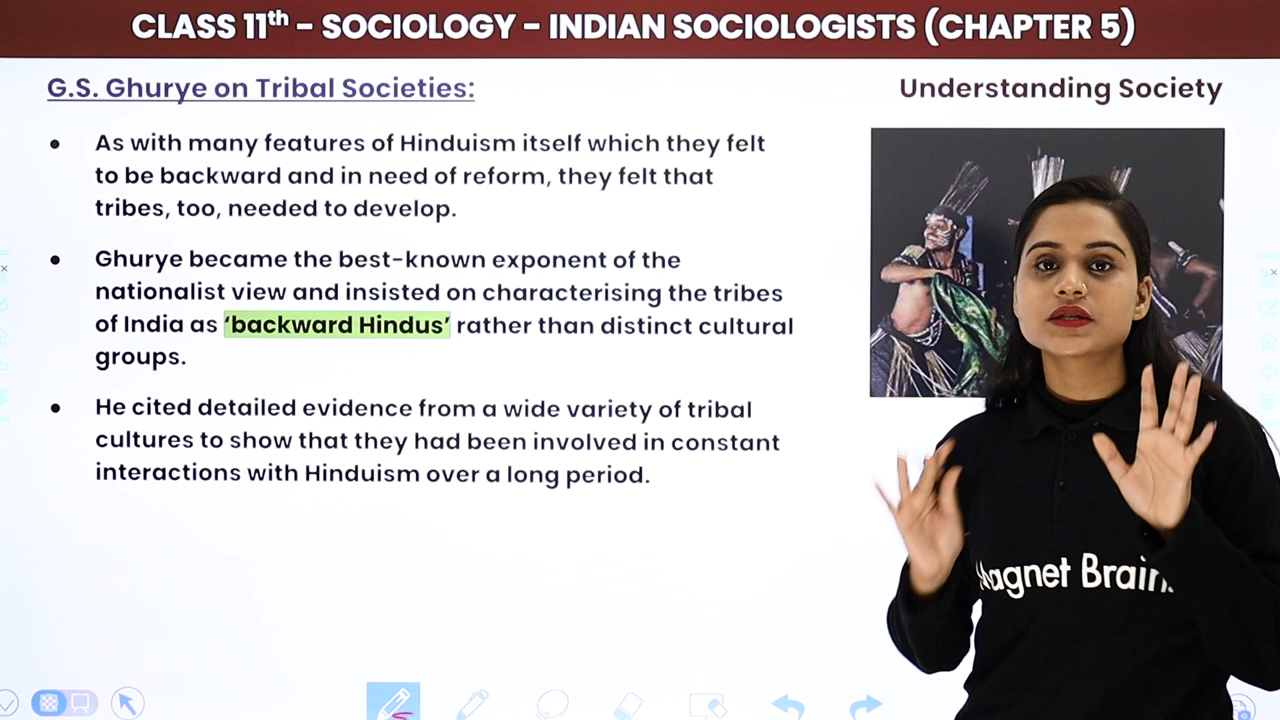 CLASS 11th – SOCIOLOGY – INDIAN SOCIOLOGISTS (CHAPTER 5)
G.S. Ghurye on Tribal Societies:
Understanding Society
• As with many features of Hinduism itself which they felt
to be backward and in need of reform, they felt that
tribes, too, needed to develop.
• Ghurye became the best-known exponent of the
nationalist view and insisted on characterising the tribes
of India as ‘backward Hindus’ rather than distinct cultural
groups.
• He cited detailed evidence from a wide variety of tribal
cultures to show that they had been involved in constant
interactions with Hinduism over a long period.
Magnet Brain